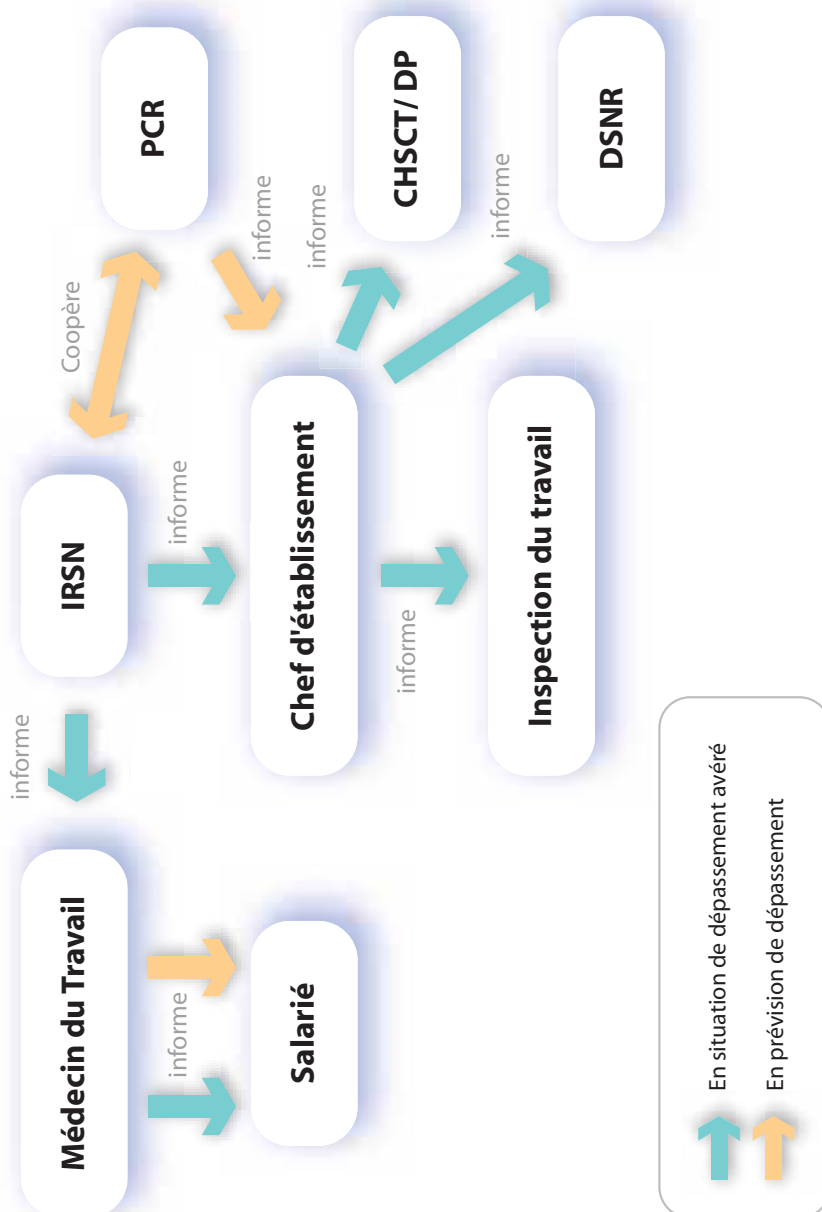 informe
Médecin du Travail
IRSN
Coopère
PCR
informe
informe
informe
Salarié
Chef d'établissement
informe
CHSCT/ DP
informe
informe
Inspection du travail
DSNR
En situation de dépassement avéré
En prévision de dépassement